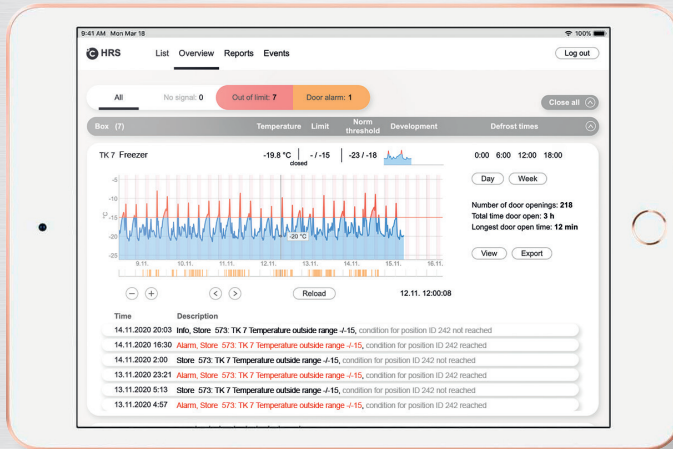 9:41 AM Mon Mar 18
100%
HRS List Overview Reports Events Log out
All No signal: 0 Out of limit: 7 Door alarm: 1
Close all
Box (7) Temperature Limit Norm threshold Development Defrost times
TK 7 Freezer -19.8 °C closed - / -15 -23 / -18 0:00 6:00 12:00 18:00
Day Week
-5
-10
°C -15
-20
-25
-20 °C
9.11. 10.11. 11.11. 12.11. 13.11. 14.11. 15.11. 16.11.
Number of door openings: 218
Total time door open: 3 h
Longest door open time: 12 min
View Export
Reload 12.11. 12:00:08
Time Description
14.11.2020 20:03 Info, Store 573: TK 7 Temperature outside range -/-15, condition for position ID 242 not reached
14.11.2020 16:30 Alarm, Store 573: TK 7 Temperature outside range -/-15, condition for position ID 242 reached
14.11.2020 2:00 Store 573: TK 7 Temperature outside range -/-15, condition for position ID 242 not reached
13.11.2020 23:21 Alarm, Store 573: TK 7 Temperature outside range -/-15, condition for position ID 242 reached
13.11.2020 5:13 Store 573: TK 7 Temperature outside range -/-15, condition for position ID 242 not reached
13.11.2020 4:57 Alarm, Store 573: TK 7 Temperature outside range -/-15, condition for position ID 242 reached